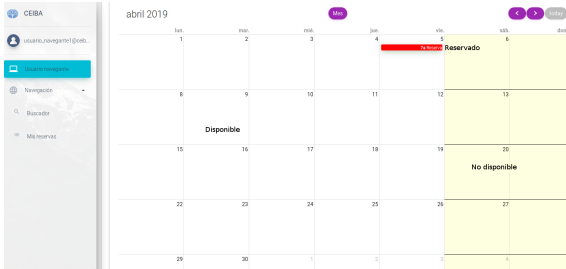 CEIBA
usuario_navegante1@ceib...
Usuario navegante
Navegación
Buscador
Mis reservas
abril 2019
Mes
< > today
lun. mar. mié. jue. vie. sáb. dom
1 2 3 4 5 6
7a Reserva Reservado
8 9 10 11 12 13
Disponible
15 16 17 18 19 20
No disponible
22 23 24 25 26 27
29 30 1 2 3 4